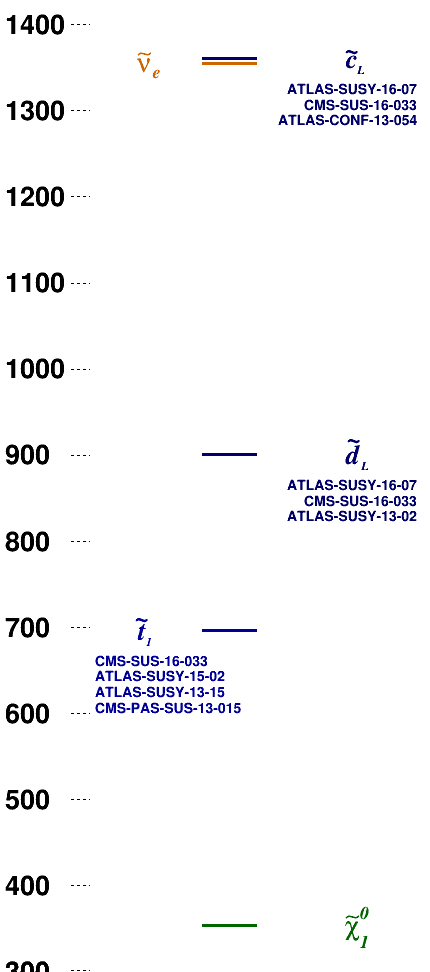 1400
ν̃e
c̃L
ATLAS-SUSY-16-07
CMS-SUS-16-033
ATLAS-CONF-13-054
1300
1200
1100
1000
900
d̃L
ATLAS-SUSY-16-07
CMS-SUS-16-033
ATLAS-SUSY-13-02
800
700
t̃1
CMS-SUS-16-033
ATLAS-SUSY-15-02
ATLAS-SUSY-13-15
CMS-PAS-SUS-13-015
600
500
400
χ̃01
300